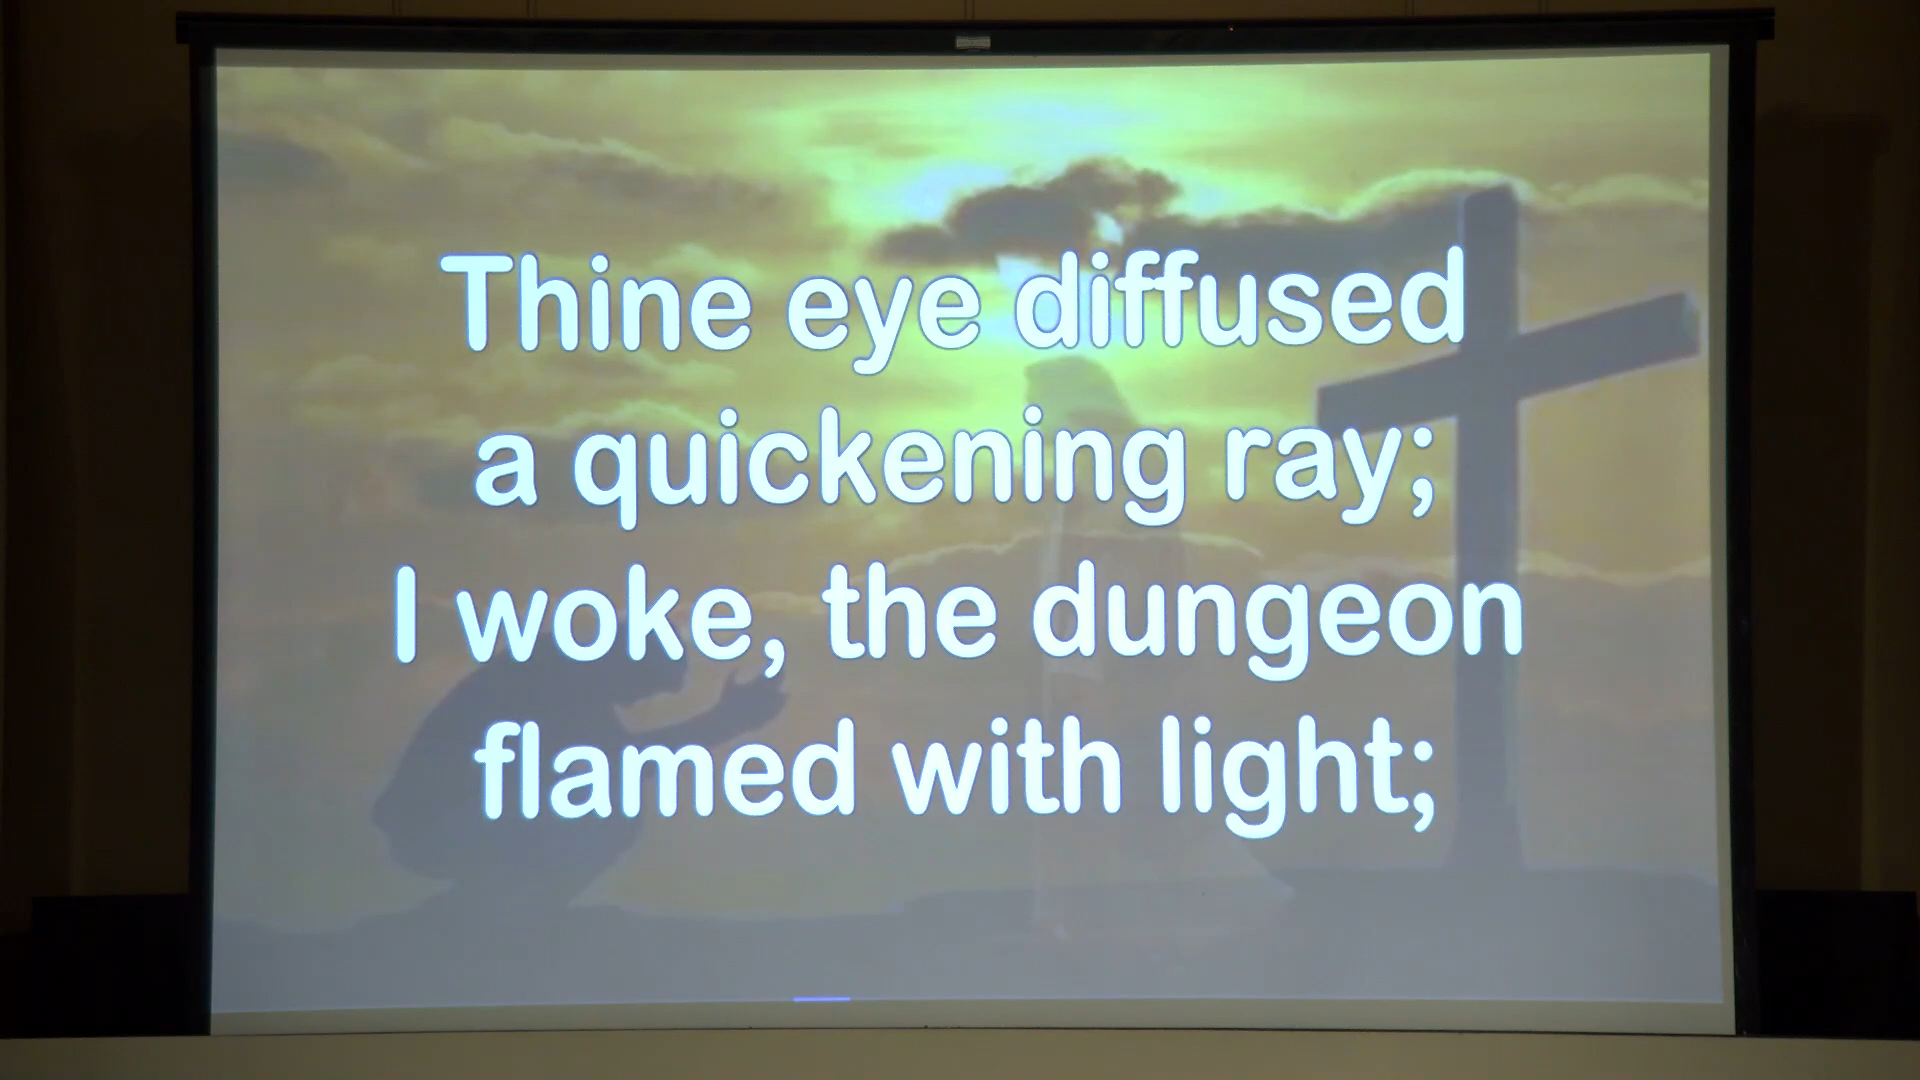 Thine eye diffused
a quickening ray;
I woke, the dungeon
flamed with light;